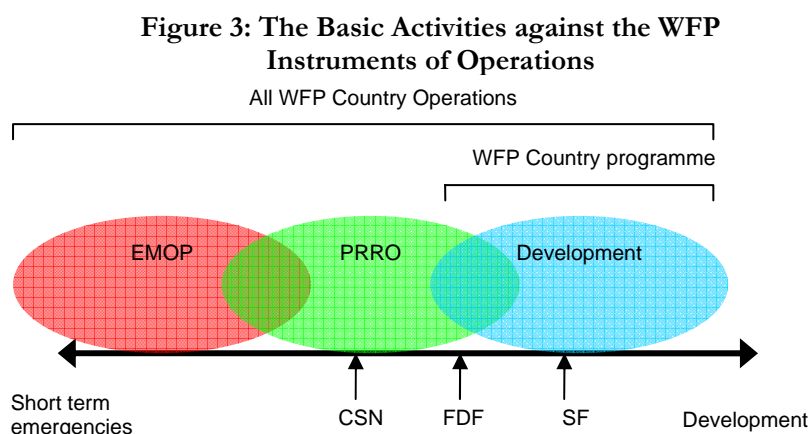 Figure 3: The Basic Activities against the WFP
Instruments of Operations
All WFP Country Operations
WFP Country programme
EMOP PRRO Development
Short term
emergencies
CSN FDF SF Development